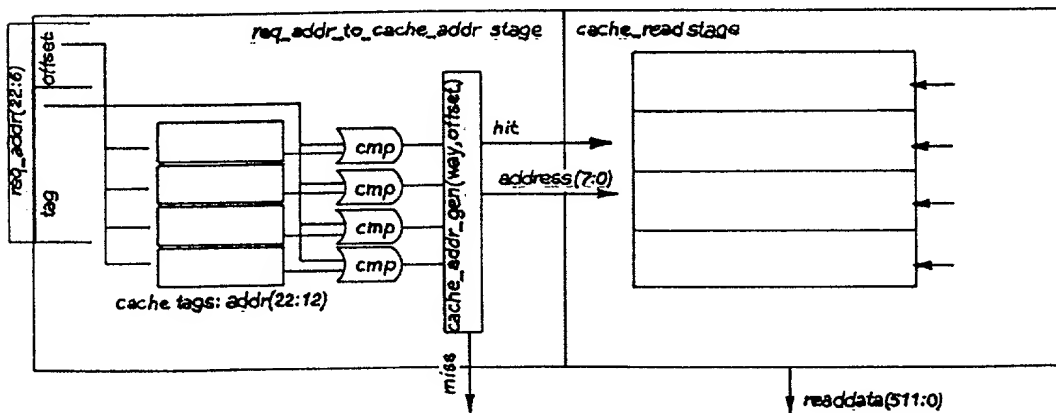 req_addr_to_cache_addr stage
cache_read stage
req_addr(22:6)
offset
tag
cmp
cmp
cmp
cmp
cache_addr_gen(way,offset,)
hit
address(7:0)
cache tags: addr(22:12)
miss
readdata(511:0)